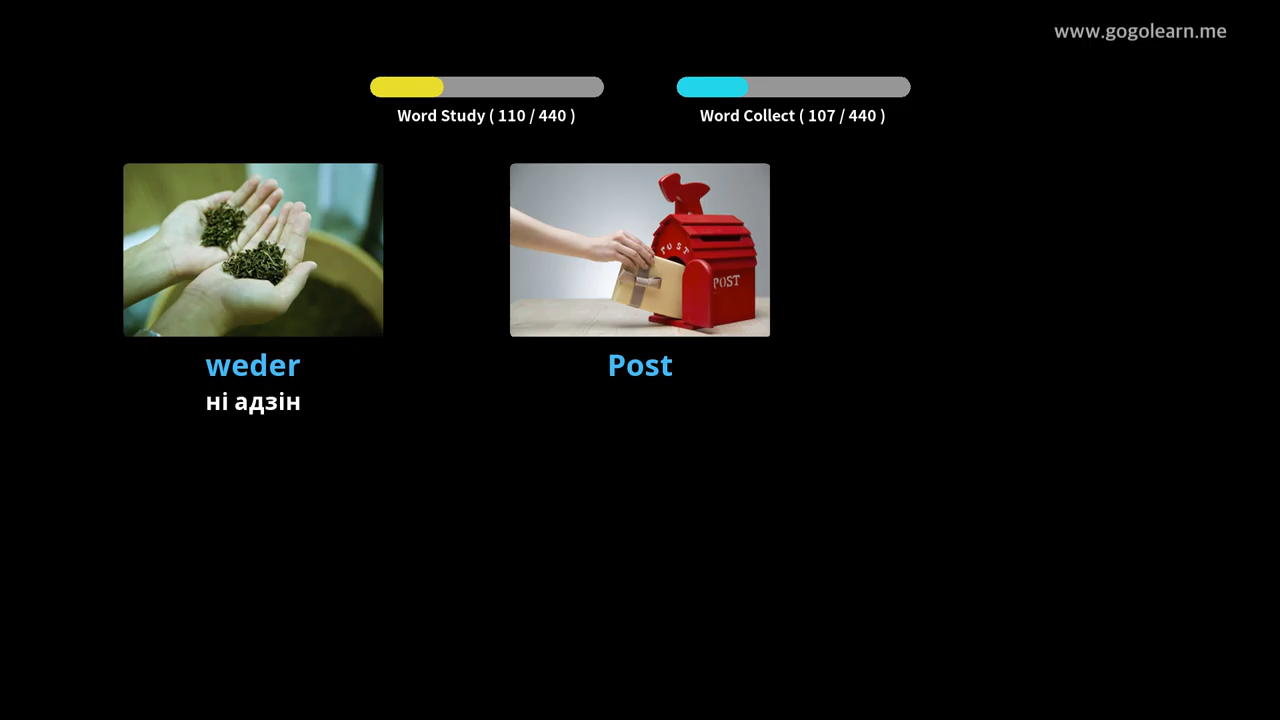 www.gogolearn.me
Word Study ( 110 / 440 )
Word Collect ( 107 / 440 )
POST
POST
weder
ні адзін
Post